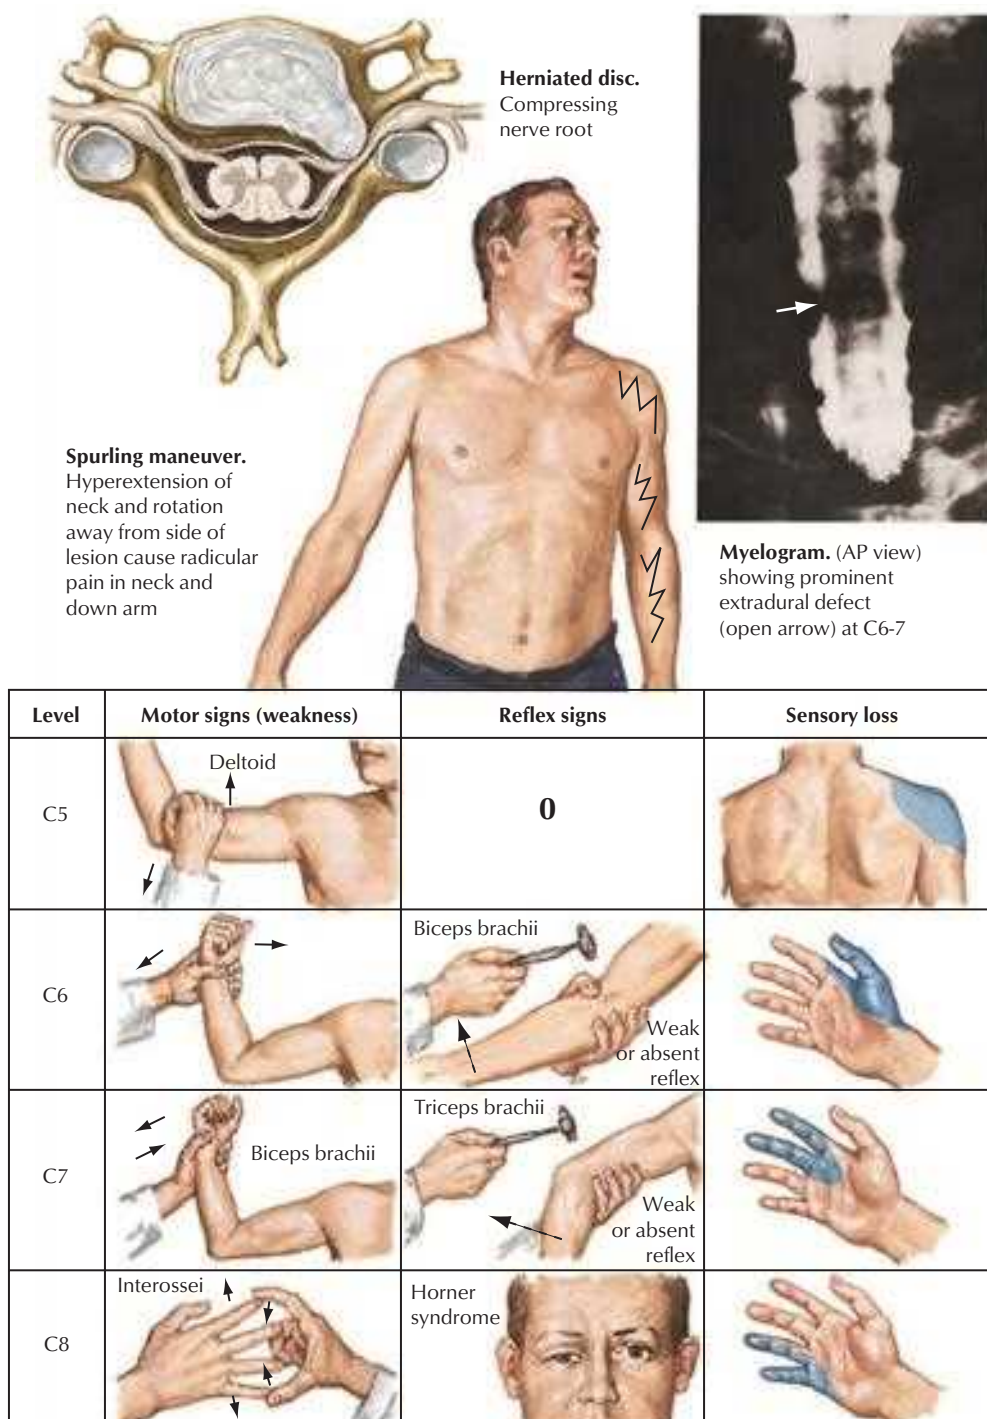 Herniated disc.
Compressing
nerve root
Spurling maneuver.
Hyperextension of
neck and rotation
away from side of
lesion cause radicular
pain in neck and
down arm
Myelogram. (AP view)
showing prominent
extradural defect
(open arrow) at C6-7
Level
Motor signs (weakness)
Reflex signs
Sensory loss
C5
Deltoid
0
C6
Biceps brachii
Weak
or absent
reflex
C7
Biceps brachii
Triceps brachii
Weak
or absent
reflex
C8
Interossei
Horner
syndrome